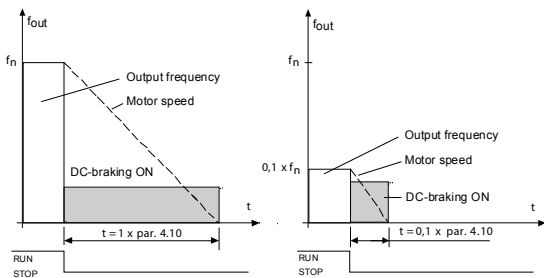 fout
fn
Output frequency
Motor speed
DC-braking ON
t
t = 1 x par. 4.10
RUN
STOP
fout
fn
Output frequency
Motor speed
0,1 x fn
DC-braking ON
t
t = 0,1 x par. 4.10
RUN
STOP